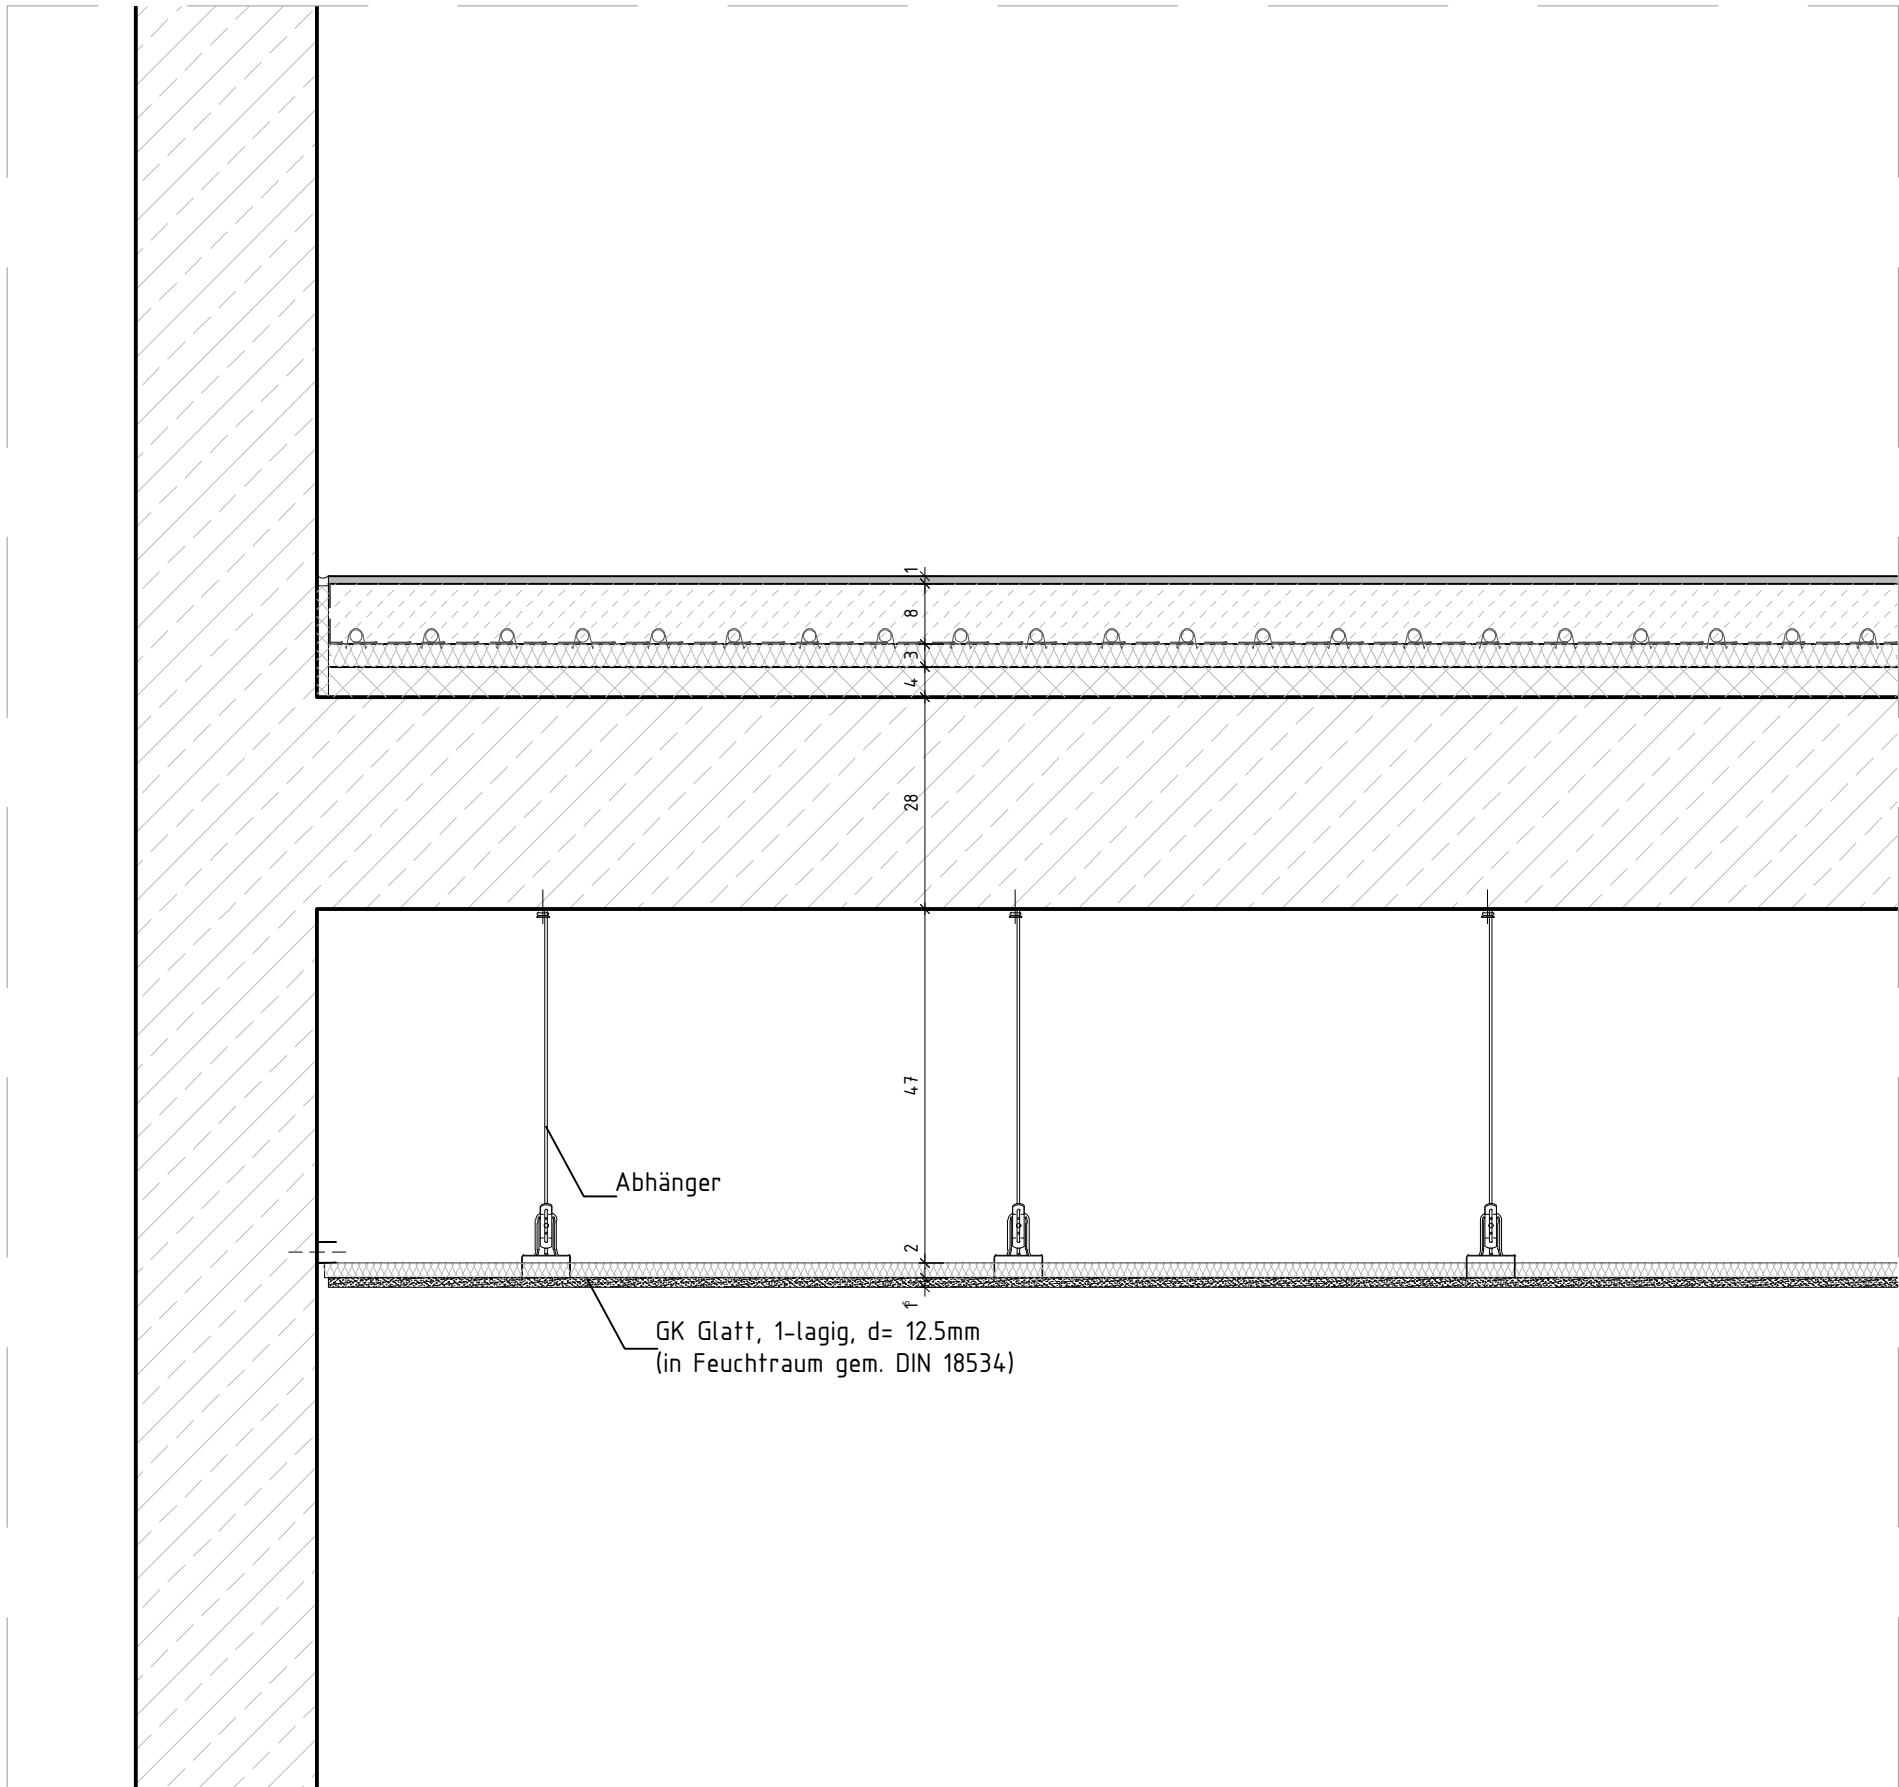 1
8
3
4
28
47
Abhänger
2
1
GK Glatt, 1-lagig, d= 12.5mm
(in Feuchtraum gem. DIN 18534)